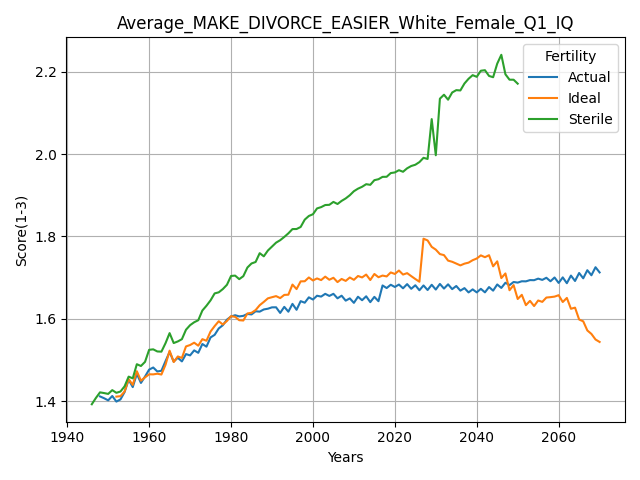 Average_MAKE_DIVORCE_EASIER_White_Female_Q1_IQ
Score(1-3)
2.2
2.0
1.8
1.6
1.4
1940
1960
1980
2000
2020
2040
2060
Years
Fertility
Actual
Ideal
Sterile